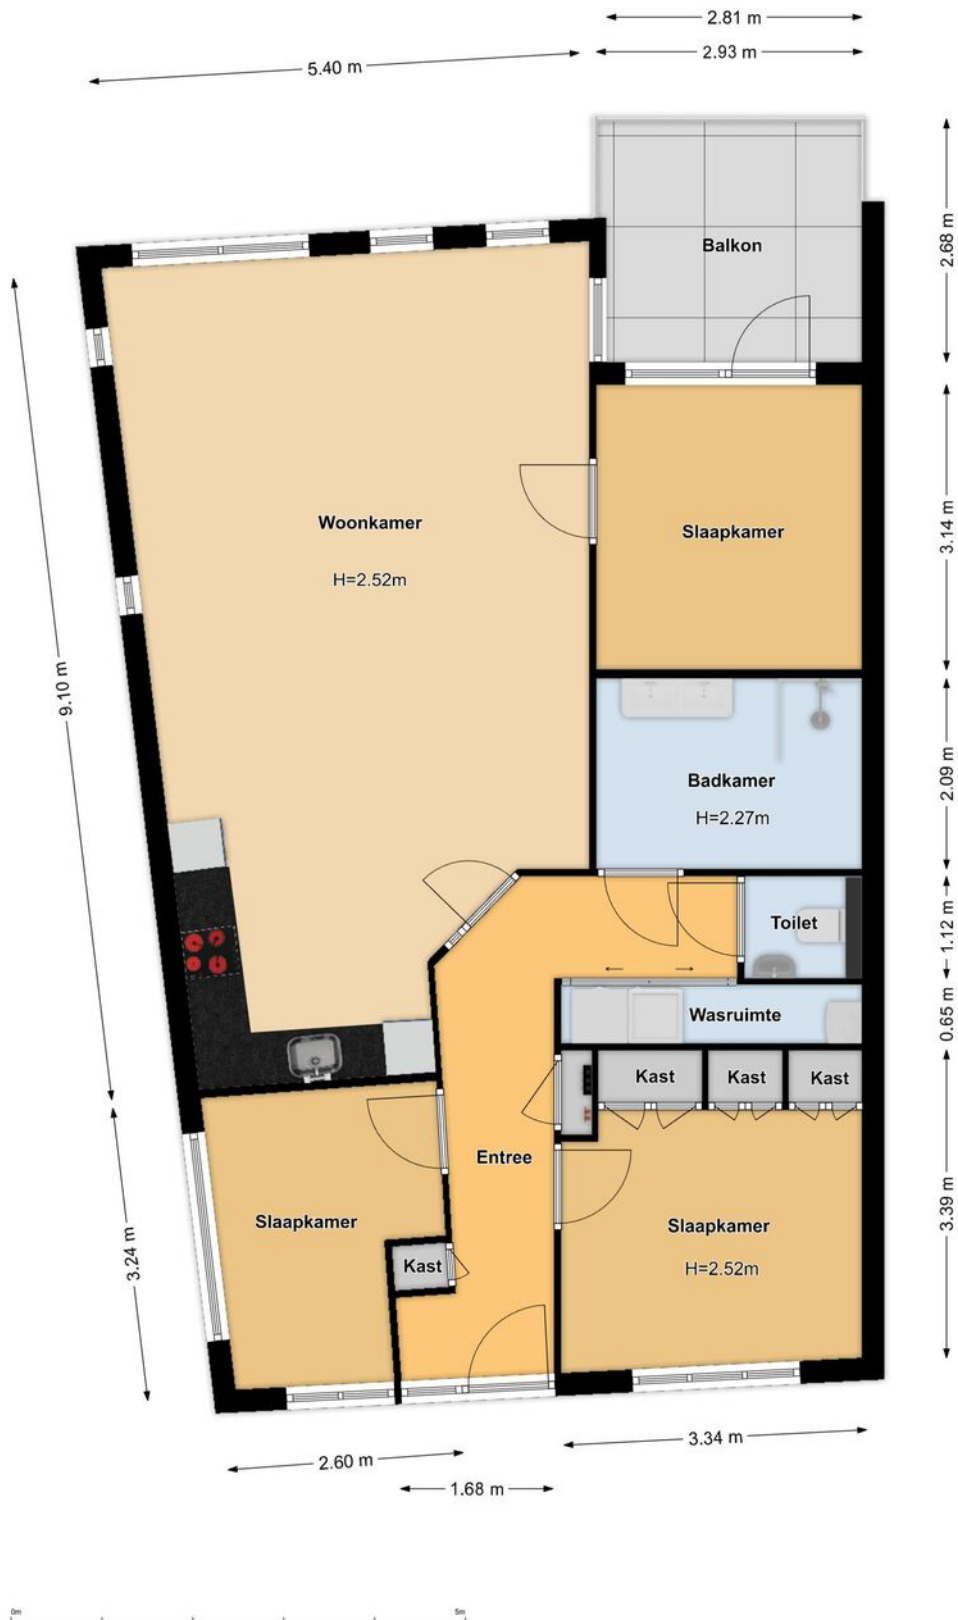 2.81 m
5.40 m
2.93 m
Balkon
2.68 m
Woonkamer
H=2.52m
Slaapkamer
3.14 m
9.10 m
Badkamer
H=2.27m
2.09 m
Toilet
1.12 m
Wasruimte
0.65 m
Kast
Kast
Kast
Entree
Slaapkamer
Kast
3.24 m
Slaapkamer
H=2.52m
3.39 m
2.60 m
3.34 m
1.68 m
0m
5m